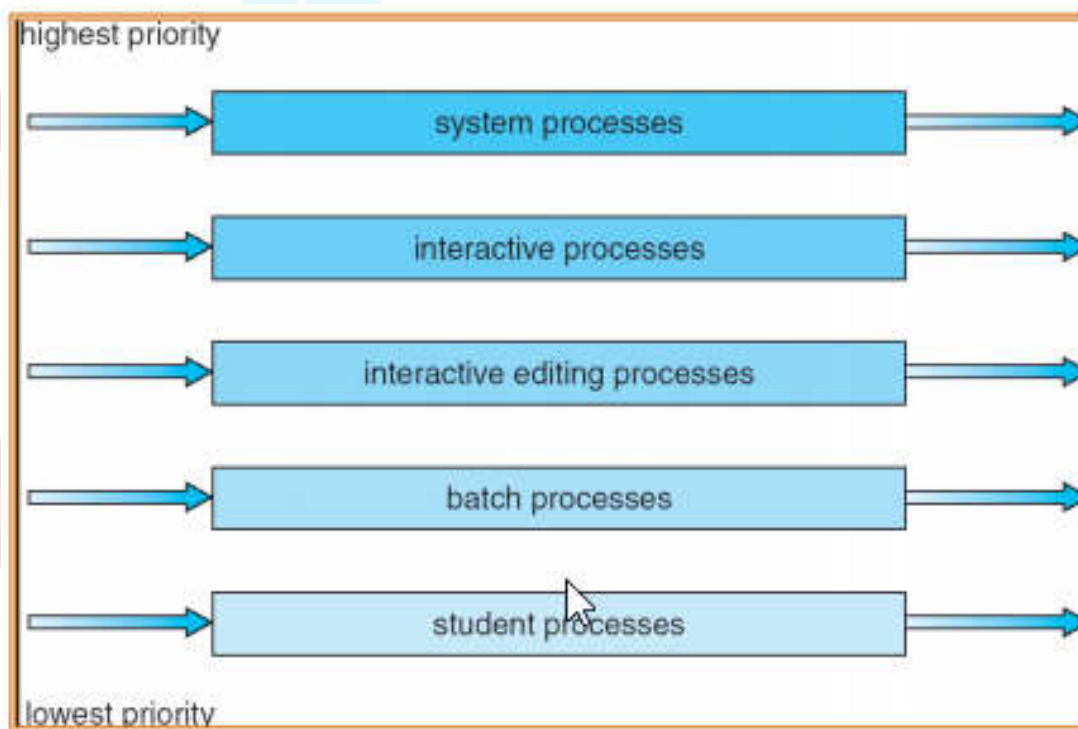 highest priority
system processes
interactive processes
interactive editing processes
batch processes
student processes
lowest priority